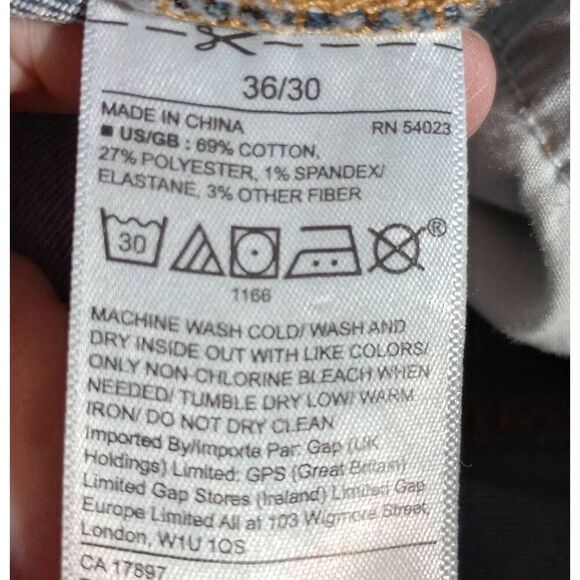 36/30
MADE IN CHINA RN 54023
■ US/GB : 69% COTTON,
27% POLYESTER, 1% SPANDEX/
ELASTANE, 3% OTHER FIBER
30
®
1166
MACHINE WASH COLD/ WASH AND
DRY INSIDE OUT WITH LIKE COLORS/
ONLY NON-CHLORINE BLEACH WHEN
NEEDED/ TUMBLE DRY LOW/ WARM
IRON/ DO NOT DRY CLEAN
Imported By/Importe Par: Gap (UK
Holdings) Limited: GPS (Great Britain)
Limited Gap Stores (Ireland) Limited Gap
Europe Limited All at 103 Wigmore Street,
London, W1U 1QS
CA 17897